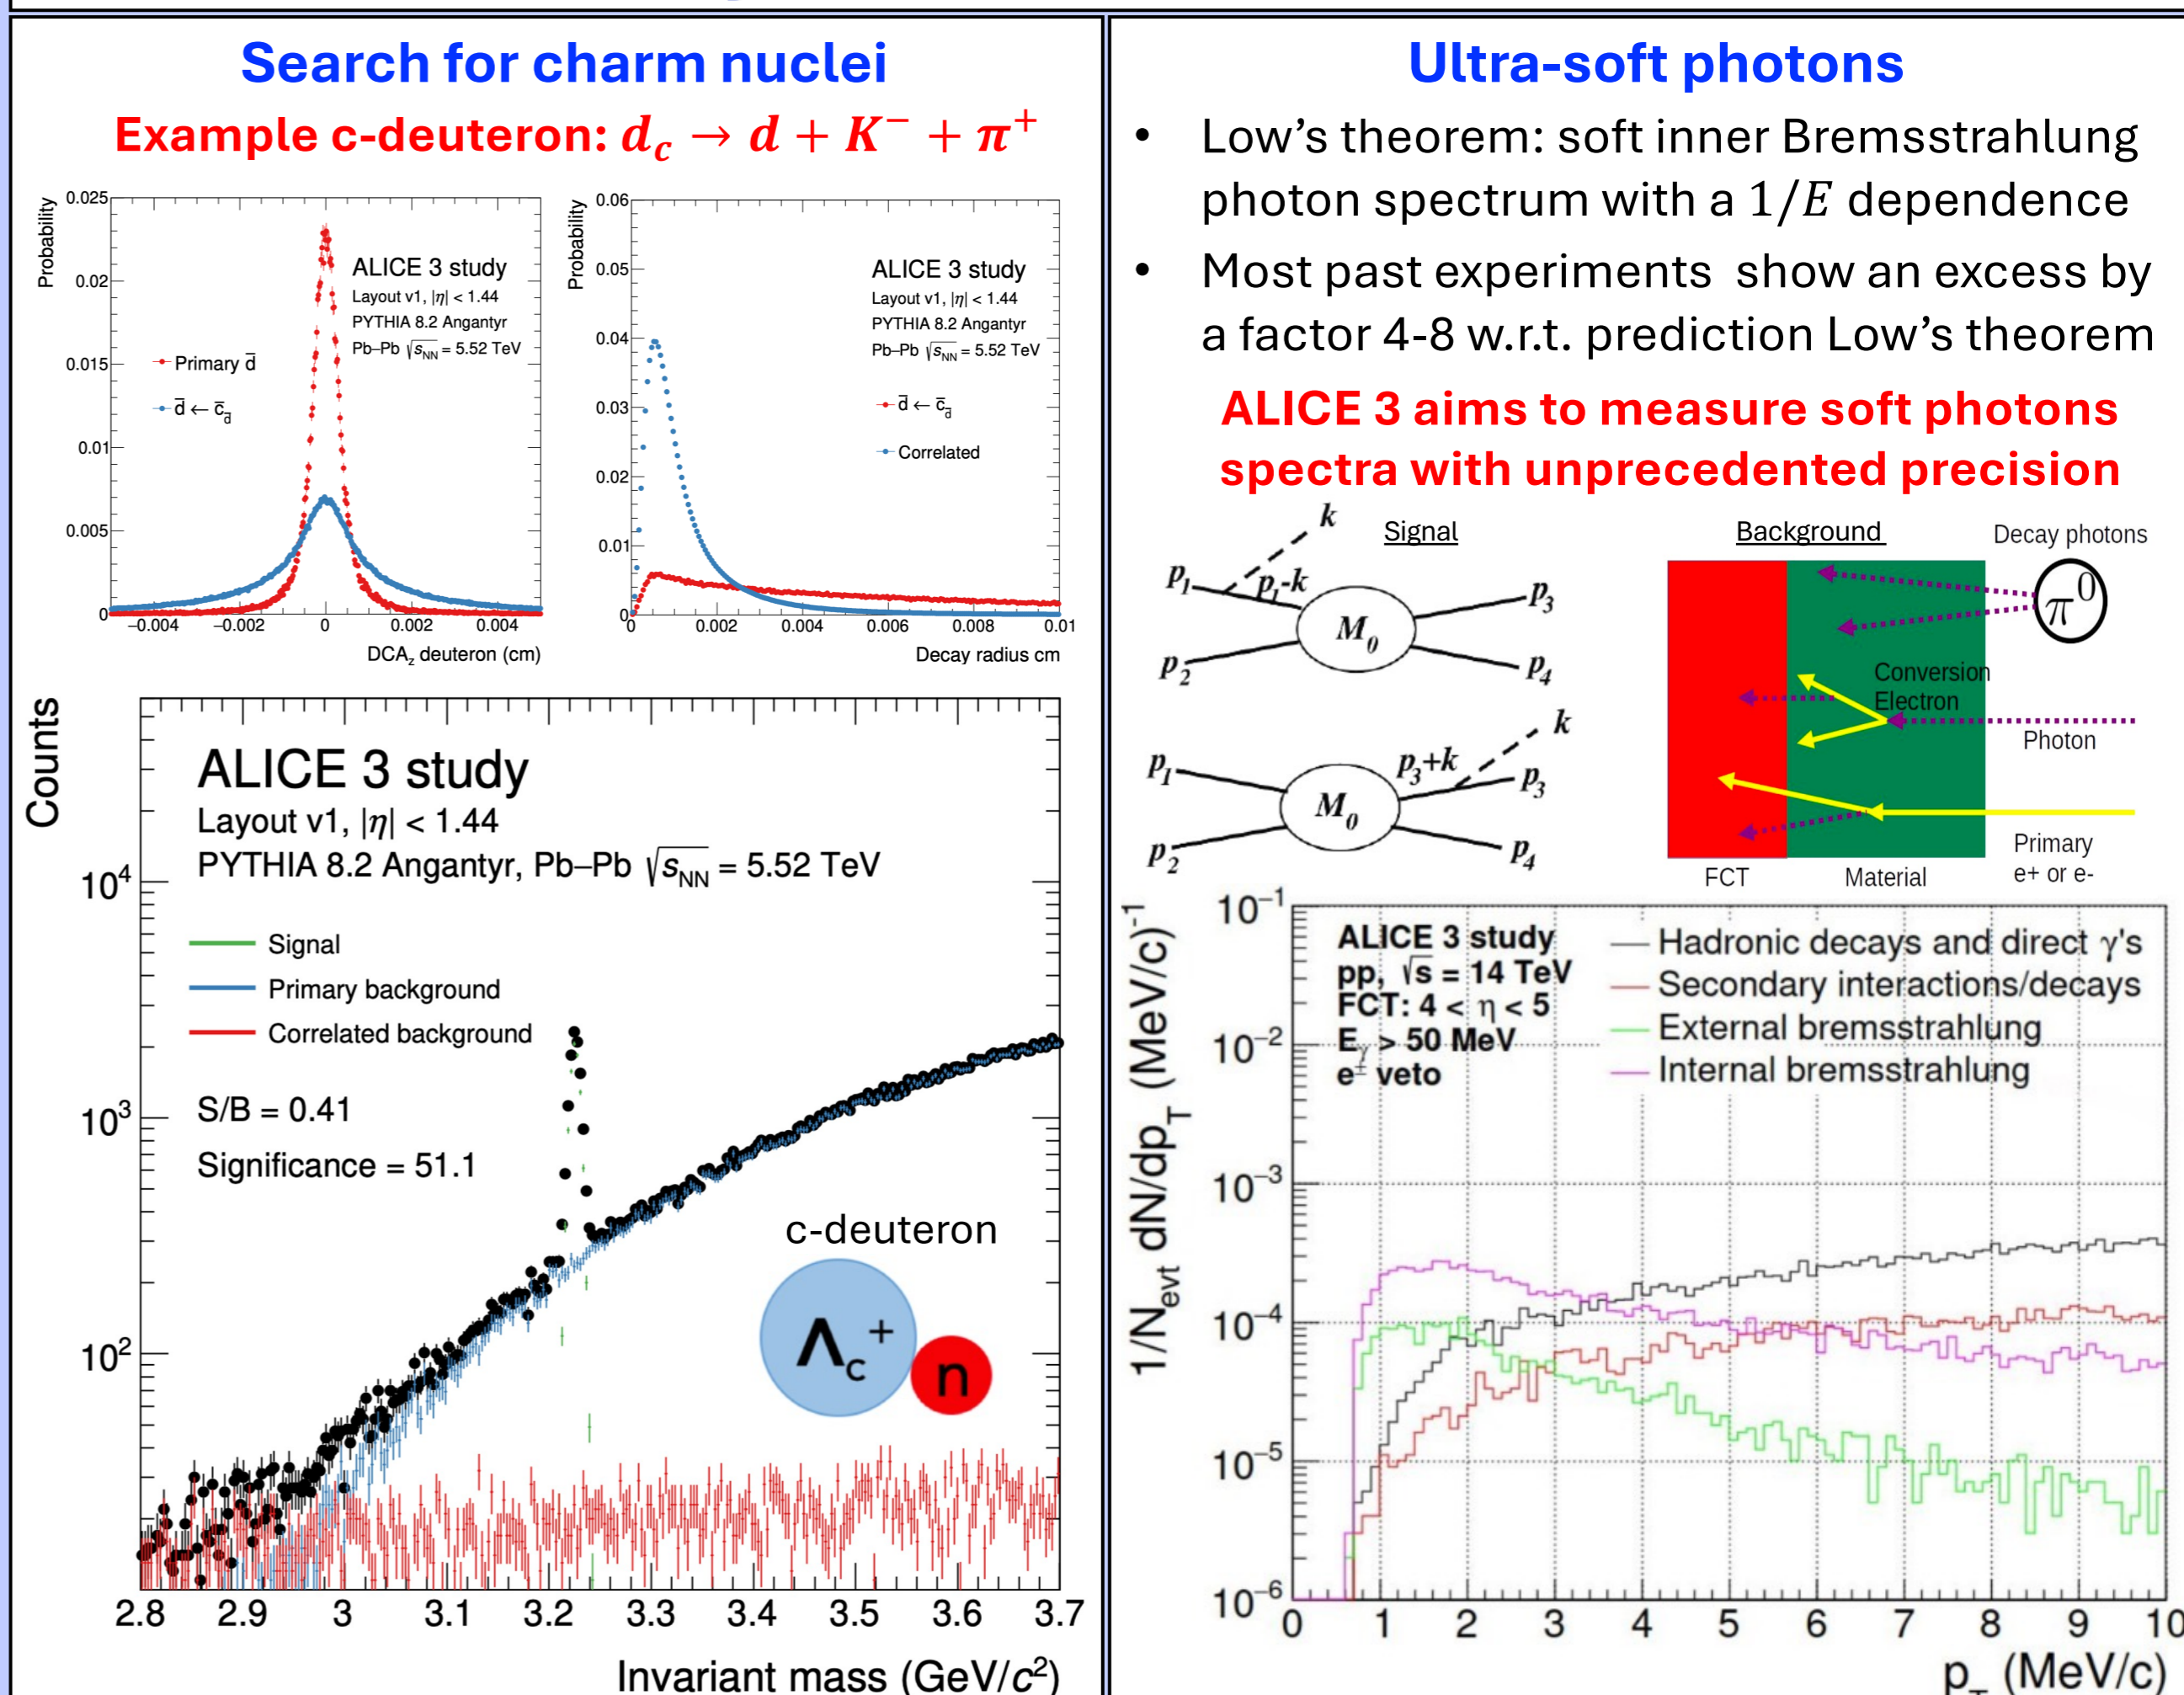 Search for charm nuclei
Example c-deuteron: d_c → d + K⁻ + π⁺
Probability
0.025
0.02
0.015
0.01
0.005
0
ALICE 3 study
Layout v1, |η| < 1.44
PYTHIA 8.2 Angantyr
Pb–Pb √s_NN = 5.52 TeV
Primary d̄
d̄ ← c̄_d̄
−0.004 −0.002 0 0.002 0.004
DCA_z deuteron (cm)
Probability
0.06
0.05
0.04
0.03
0.02
0.01
0
ALICE 3 study
Layout v1, |η| < 1.44
PYTHIA 8.2 Angantyr
Pb–Pb √s_NN = 5.52 TeV
d̄ ← c̄_d̄
Correlated
0 0.002 0.004 0.006 0.008 0.01
Decay radius cm
Counts
10⁴
10³
10²
ALICE 3 study
Layout v1, |η| < 1.44
PYTHIA 8.2 Angantyr, Pb–Pb √s_NN = 5.52 TeV
Signal
Primary background
Correlated background
S/B = 0.41
Significance = 51.1
c-deuteron
Λ_c⁺
n
2.8 2.9 3 3.1 3.2 3.3 3.4 3.5 3.6 3.7
Invariant mass (GeV/c²)
Ultra-soft photons
• Low’s theorem: soft inner Bremsstrahlung
photon spectrum with a 1/E dependence
• Most past experiments show an excess by
a factor 4-8 w.r.t. prediction Low’s theorem
ALICE 3 aims to measure soft photons
spectra with unprecedented precision
Signal
k
p₁
p₁-k
p₃
M₀
p₂
p₄
k
p₁
p₃+k
p₃
M₀
p₂
p₄
Background
Decay photons
π⁰
Conversion
Electron
Photon
Primary
e+ or e-
FCT
Material
1/N_evt dN/dp_T (MeV/c)⁻¹
10⁻¹
10⁻²
10⁻³
10⁻⁴
10⁻⁵
10⁻⁶
ALICE 3 study
pp, √s = 14 TeV
FCT: 4 < η < 5
E_γ > 50 MeV
e± veto
Hadronic decays and direct γ's
Secondary interactions/decays
External bremsstrahlung
Internal bremsstrahlung
0 1 2 3 4 5 6 7 8 9 10
p_T (MeV/c)